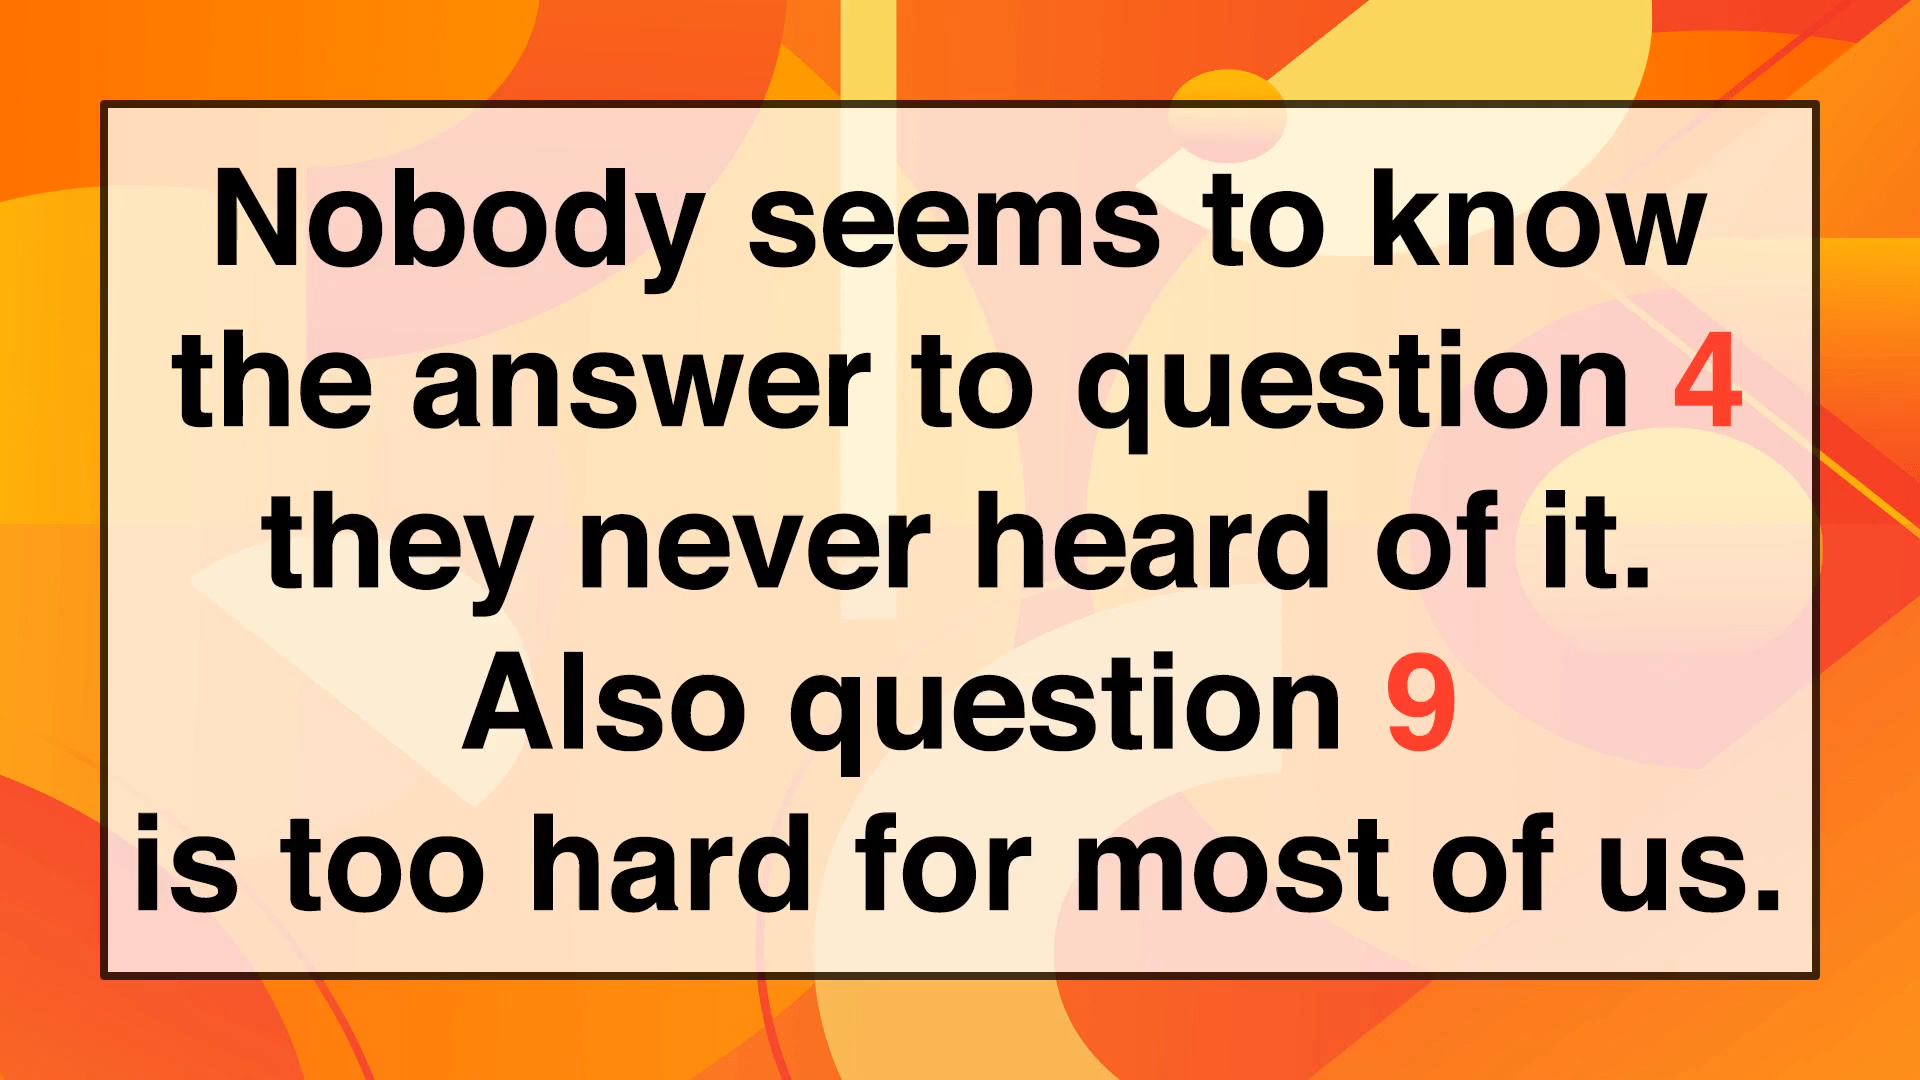 Nobody seems to know
the answer to question 4
they never heard of it.
Also question 9
is too hard for most of us.